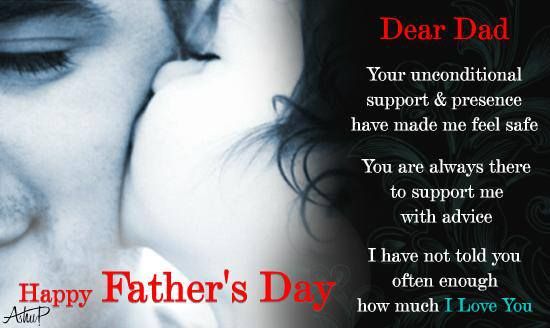 Dear Dad
Your unconditional
support & presence
have made me feel safe
You are always there
to support me
with advice
I have not told you
often enough
how much I Love You
Happy Father's Day
AshuP